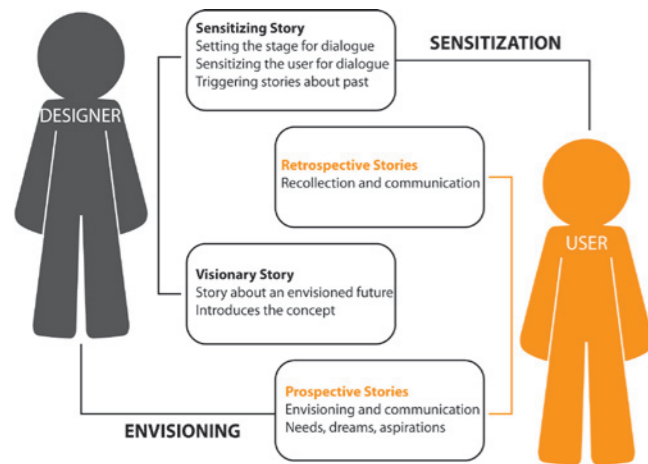 Sensitizing Story
Setting the stage for dialogue
Sensitizing the user for dialogue
Triggering stories about past
SENSITIZATION
DESIGNER
Retrospective Stories
Recollection and communication
USER
Visionary Story
Story about an envisioned future
Introduces the concept
Prospective Stories
Envisioning and communication
Needs, dreams, aspirations
ENVISIONING